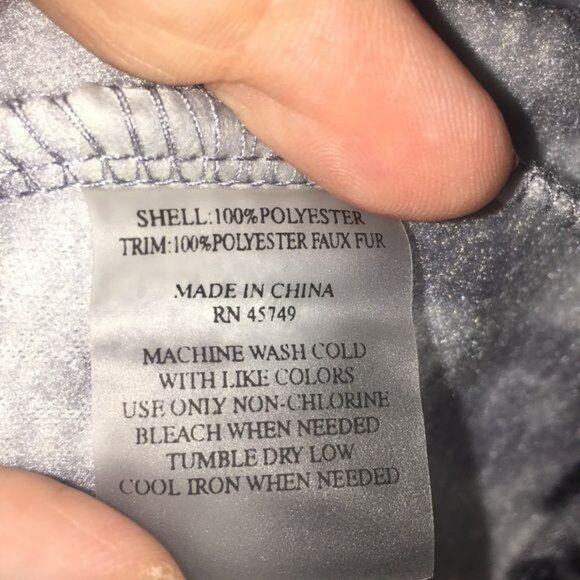 SHELL:100%POLYESTER
TRIM:100%POLYESTER FAUX FUR
MADE IN CHINA
RN 45749
MACHINE WASH COLD
WITH LIKE COLORS
USE ONLY NON-CHLORINE
BLEACH WHEN NEEDED
TUMBLE DRY LOW
COOL IRON WHEN NEEDED